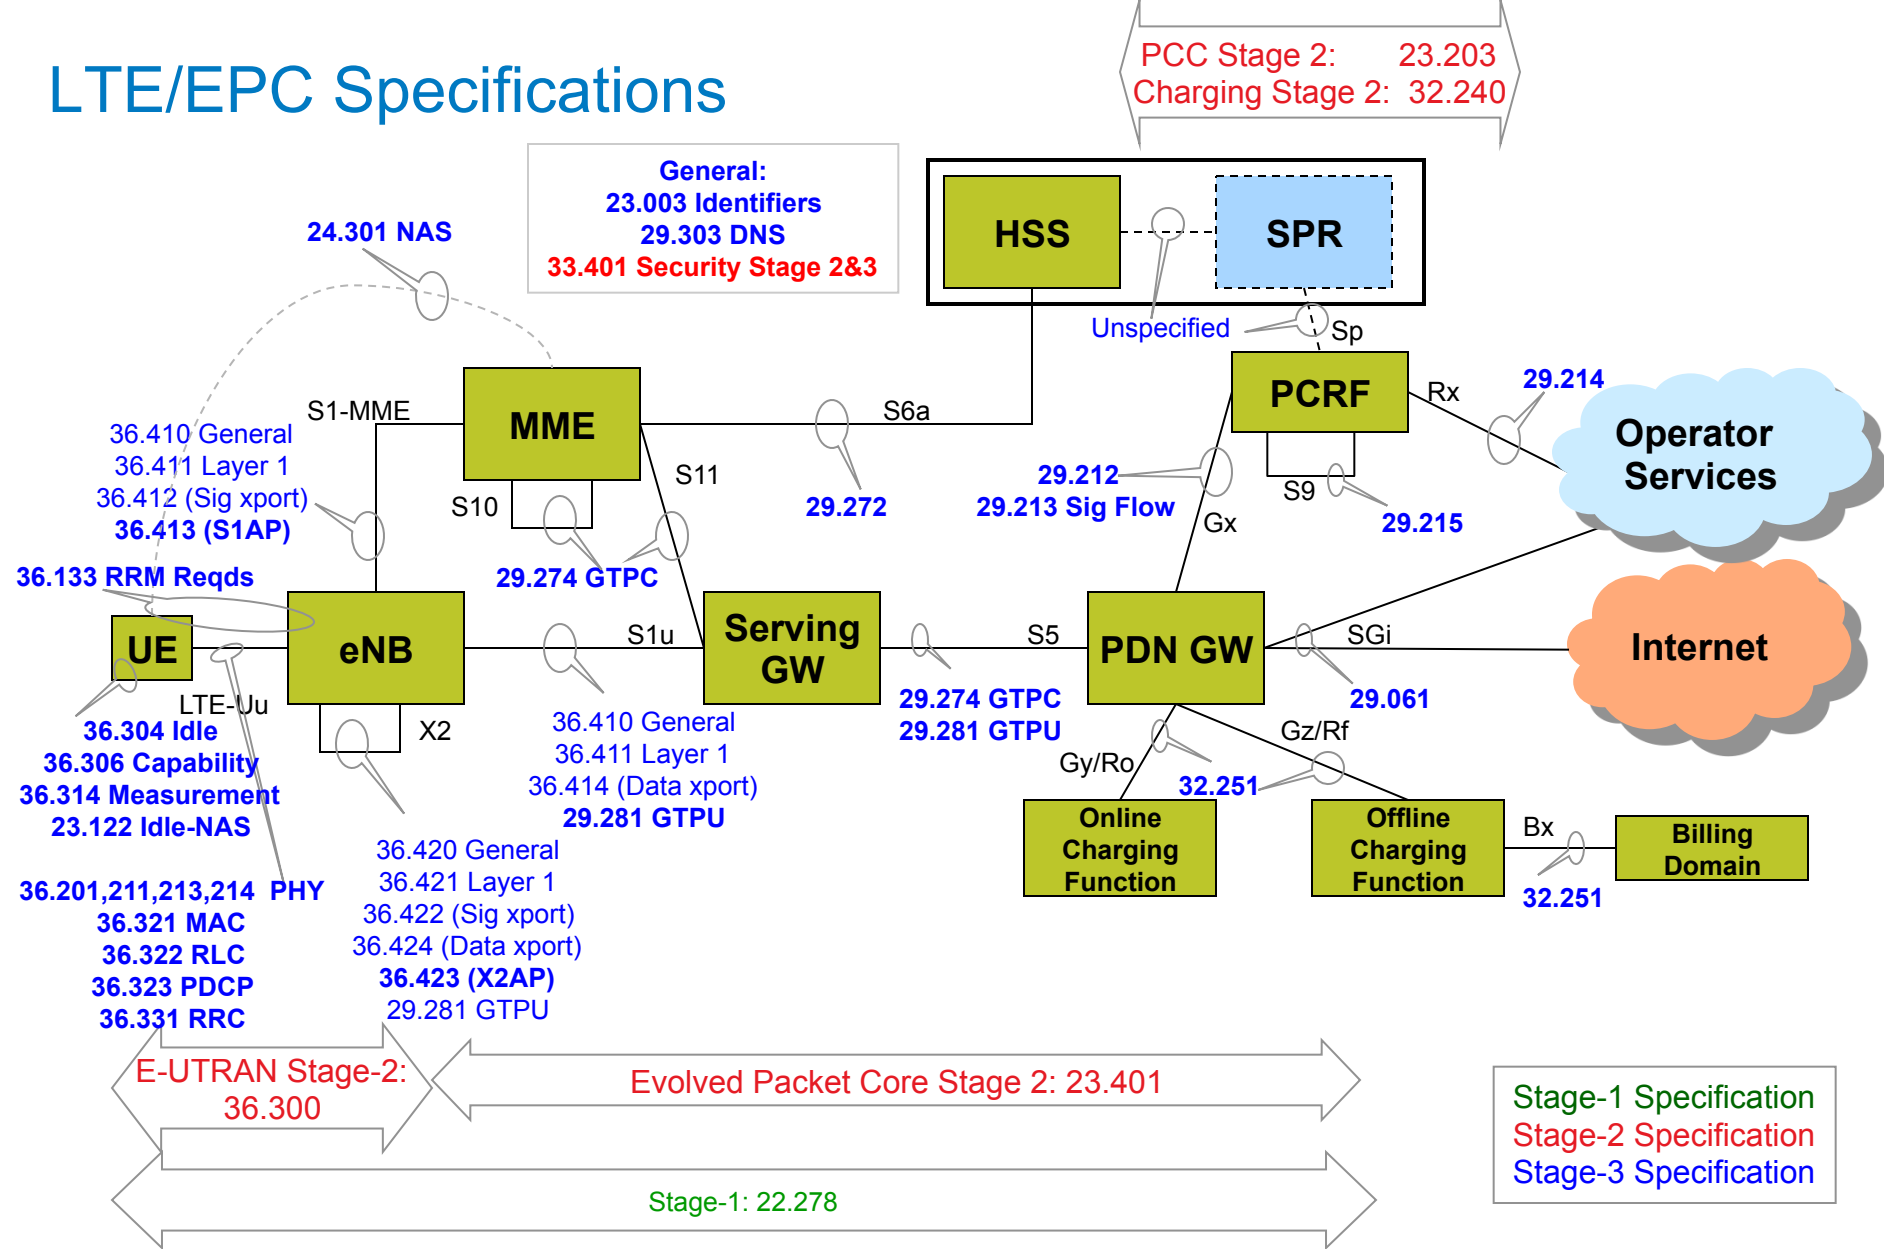 LTE/EPC Specifications
PCC Stage 2: 23.203
Charging Stage 2: 32.240
General:
23.003 Identifiers
29.303 DNS
33.401 Security Stage 2&3
24.301 NAS
HSS
SPR
Unspecified
Sp
MME
S1-MME
S6a
PCRF
Rx
29.214
Operator
Services
36.410 General
36.411 Layer 1
36.412 (Sig xport)
36.413 (S1AP)
S10
S11
29.272
29.212
29.213 Sig Flow
Gx
S9
29.215
36.133 RRM Reqds
29.274 GTPC
UE
eNB
S1u
Serving
GW
S5
PDN GW
SGi
Internet
LTE-Uu
X2
36.304 Idle
36.306 Capability
36.314 Measurement
23.122 Idle-NAS
36.410 General
36.411 Layer 1
36.414 (Data xport)
29.281 GTPU
29.274 GTPC
29.281 GTPU
29.061
Gy/Ro
Gz/Rf
32.251
Online
Charging
Function
Offline
Charging
Function
Bx
Billing
Domain
32.251
36.201,211,213,214 PHY
36.321 MAC
36.322 RLC
36.323 PDCP
36.331 RRC
36.420 General
36.421 Layer 1
36.422 (Sig xport)
36.424 (Data xport)
36.423 (X2AP)
29.281 GTPU
E-UTRAN Stage-2:
36.300
Evolved Packet Core Stage 2: 23.401
Stage-1: 22.278
Stage-1 Specification
Stage-2 Specification
Stage-3 Specification